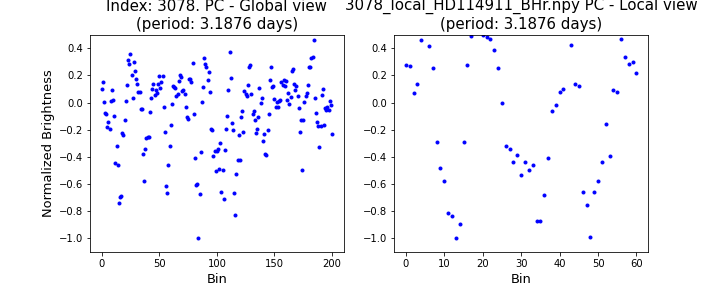 Index: 3078. PC - Global view
(period: 3.1876 days)
3078_local_HD114911_BHr.npy PC - Local view
(period: 3.1876 days)
Normalized Brightness
0.4
0.2
0.0
−0.2
−0.4
−0.6
−0.8
−1.0
0 50 100 150 200
Bin
0.4
0.2
0.0
−0.2
−0.4
−0.6
−0.8
−1.0
0 10 20 30 40 50 60
Bin